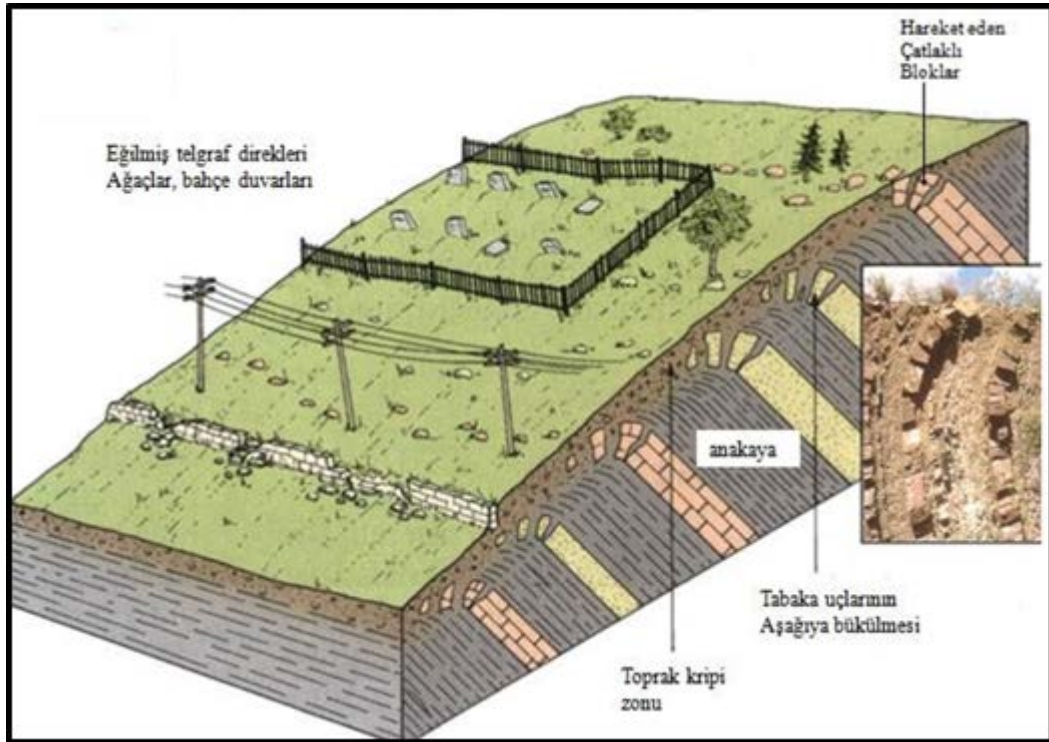 Hareket eden
Çatlaklı
Bloklar
Eğilmiş telgraf direkleri
Ağaçlar, bahçe duvarları
anakaya
Tabaka uçlarının
Aşağıya bükülmesi
Toprak kripi
zonu